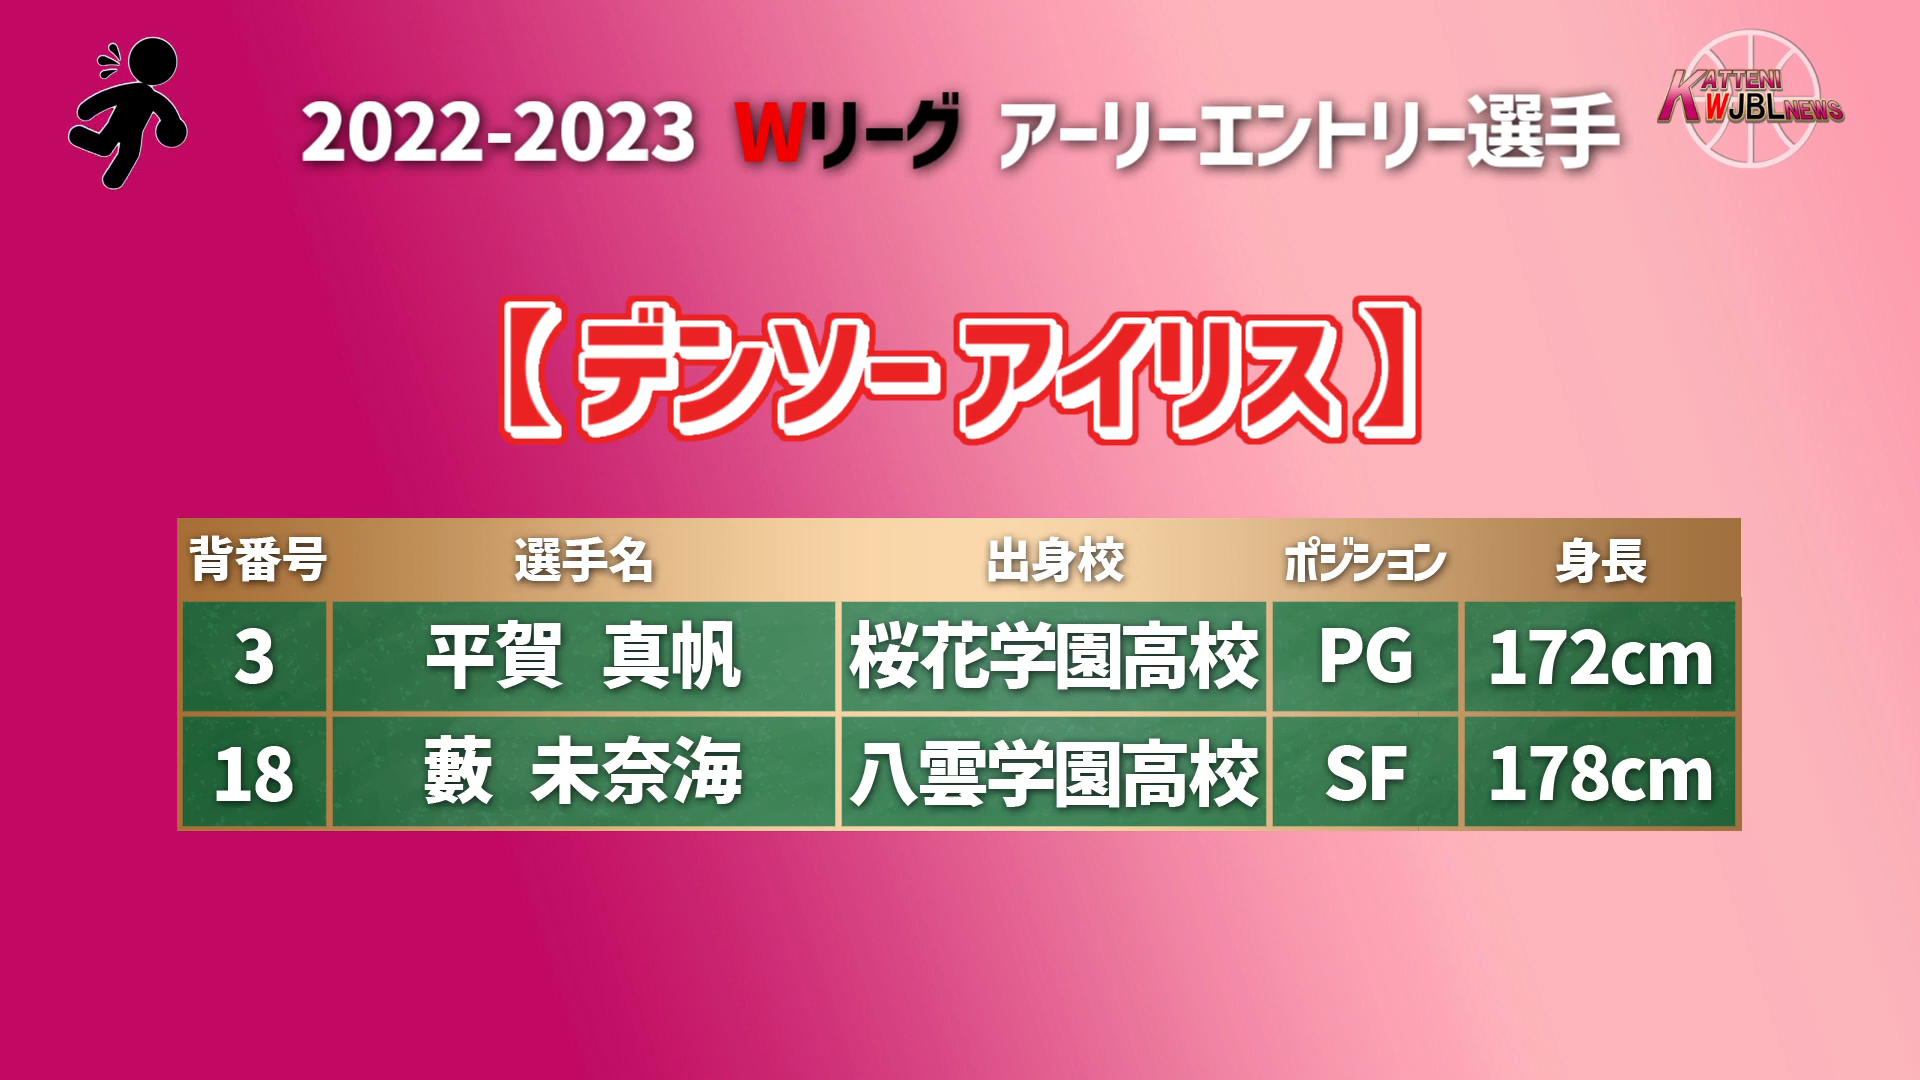 2022-2023 Wリーグ アーリーエントリー選手
KATTENI
WJBL NEWS
【デンソー アイリス】
背番号 選手名 出身校 ポジション 身長
3 平賀 真帆 桜花学園高校 PG 172cm
18 藪 未奈海 八雲学園高校 SF 178cm